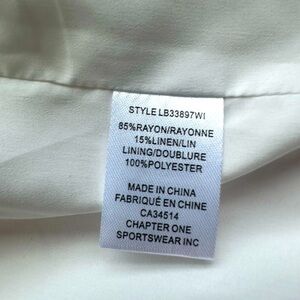 STYLE LB33897WI
85%RAYON/RAYONNE
15%LINEN/LIN
LINING/DOUBLURE
100%POLYESTER
MADE IN CHINA
FABRIQUÉ EN CHINE
CA34514
CHAPTER ONE
SPORTSWEAR INC